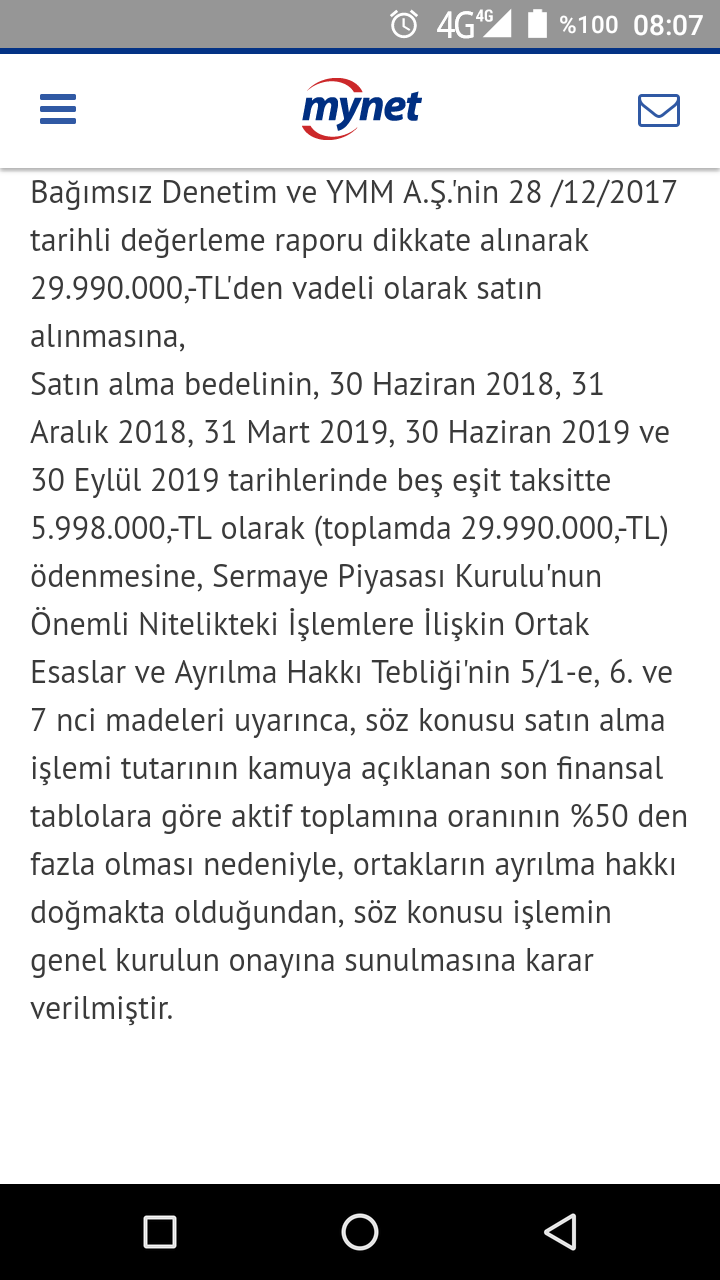 4G 4G %100 08:07
mynet
Bağımsız Denetim ve YMM A.Ş.'nin 28 /12/2017
tarihli değerleme raporu dikkate alınarak
29.990.000,-TL'den vadeli olarak satın
alınmasına,
Satın alma bedelinin, 30 Haziran 2018, 31
Aralık 2018, 31 Mart 2019, 30 Haziran 2019 ve
30 Eylül 2019 tarihlerinde beş eşit taksitte
5.998.000,-TL olarak (toplamda 29.990.000,-TL)
ödenmesine, Sermaye Piyasası Kurulu'nun
Önemli Nitelikteki İşlemlere İlişkin Ortak
Esaslar ve Ayrılma Hakkı Tebliği'nin 5/1-e, 6. ve
7 nci madeleri uyarınca, söz konusu satın alma
işlemi tutarının kamuya açıklanan son finansal
tablolara göre aktif toplamına oranının %50 den
fazla olması nedeniyle, ortakların ayrılma hakkı
doğmakta olduğundan, söz konusu işlemin
genel kurulun onayına sunulmasına karar
verilmiştir.